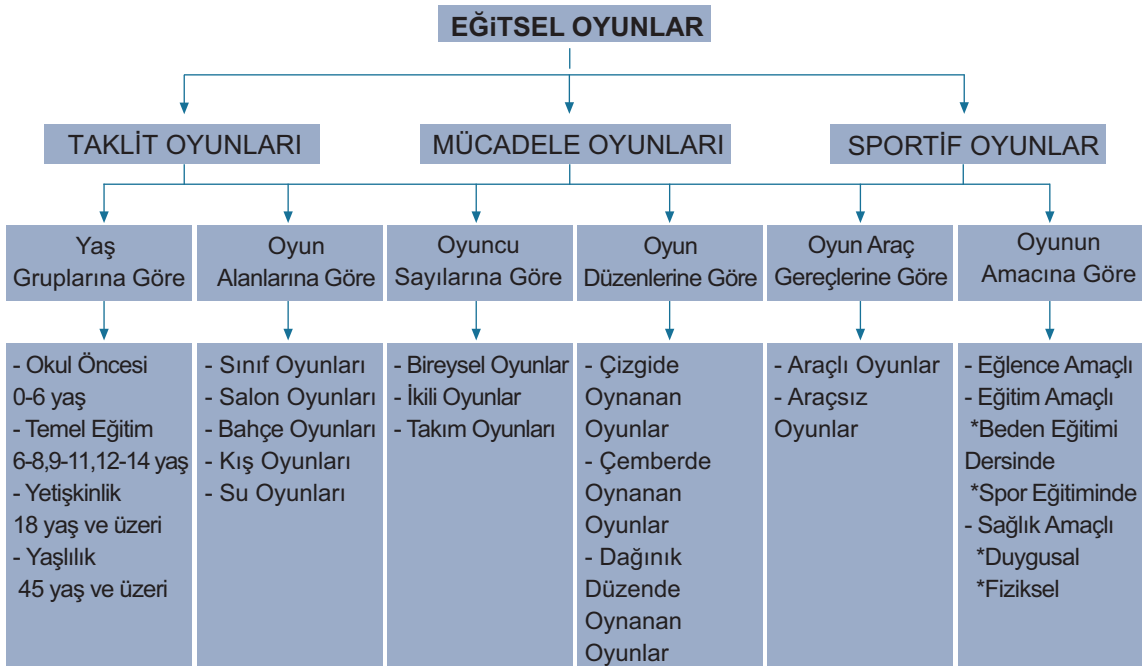 EĞiTSEL OYUNLAR
TAKLİT OYUNLARI
MÜCADELE OYUNLARI
SPORTİF OYUNLAR
Yaş
Gruplarına Göre
Oyun
Alanlarına Göre
Oyuncu
Sayılarına Göre
Oyun
Düzenlerine Göre
Oyun Araç
Gereçlerine Göre
Oyunun
Amacına Göre
- Okul Öncesi
0-6 yaş
- Temel Eğitim
6-8,9-11,12-14 yaş
- Yetişkinlik
18 yaş ve üzeri
- Yaşlılık
45 yaş ve üzeri
- Sınıf Oyunları
- Salon Oyunları
- Bahçe Oyunları
- Kış Oyunları
- Su Oyunları
- Bireysel Oyunlar
- İkili Oyunlar
- Takım Oyunları
- Çizgide
Oynanan
Oyunlar
- Çemberde
Oynanan
Oyunlar
- Dağınık
Düzende
Oynanan
Oyunlar
- Araçlı Oyunlar
- Araçsız
Oyunlar
- Eğlence Amaçlı
- Eğitim Amaçlı
*Beden Eğitimi
Dersinde
*Spor Eğitiminde
- Sağlık Amaçlı
*Duygusal
*Fiziksel